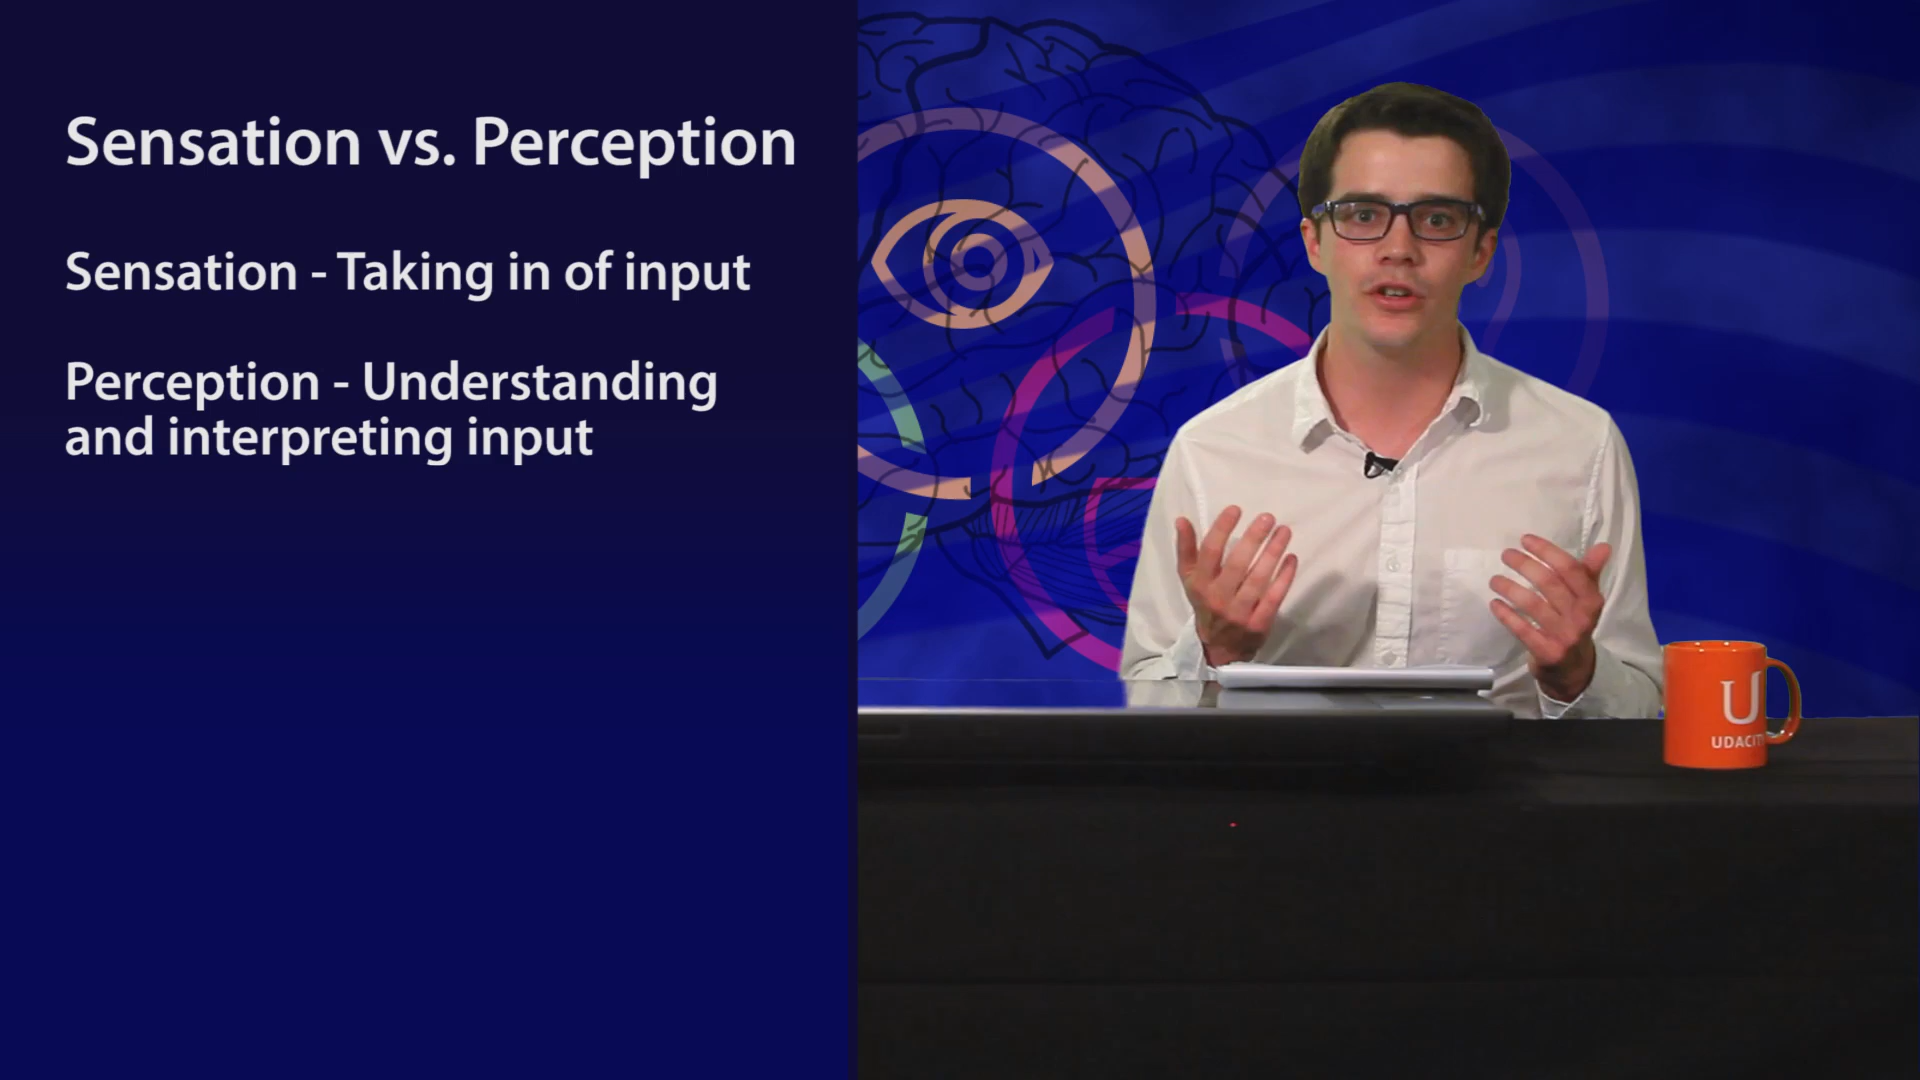 Sensation vs. Perception
Sensation - Taking in of input
Perception - Understanding
and interpreting input
U
UDACIT